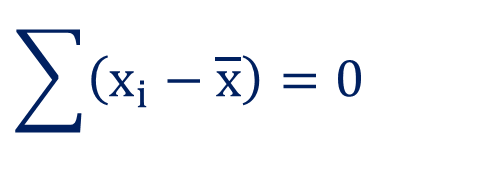 ∑(xᵢ − x̄) = 0